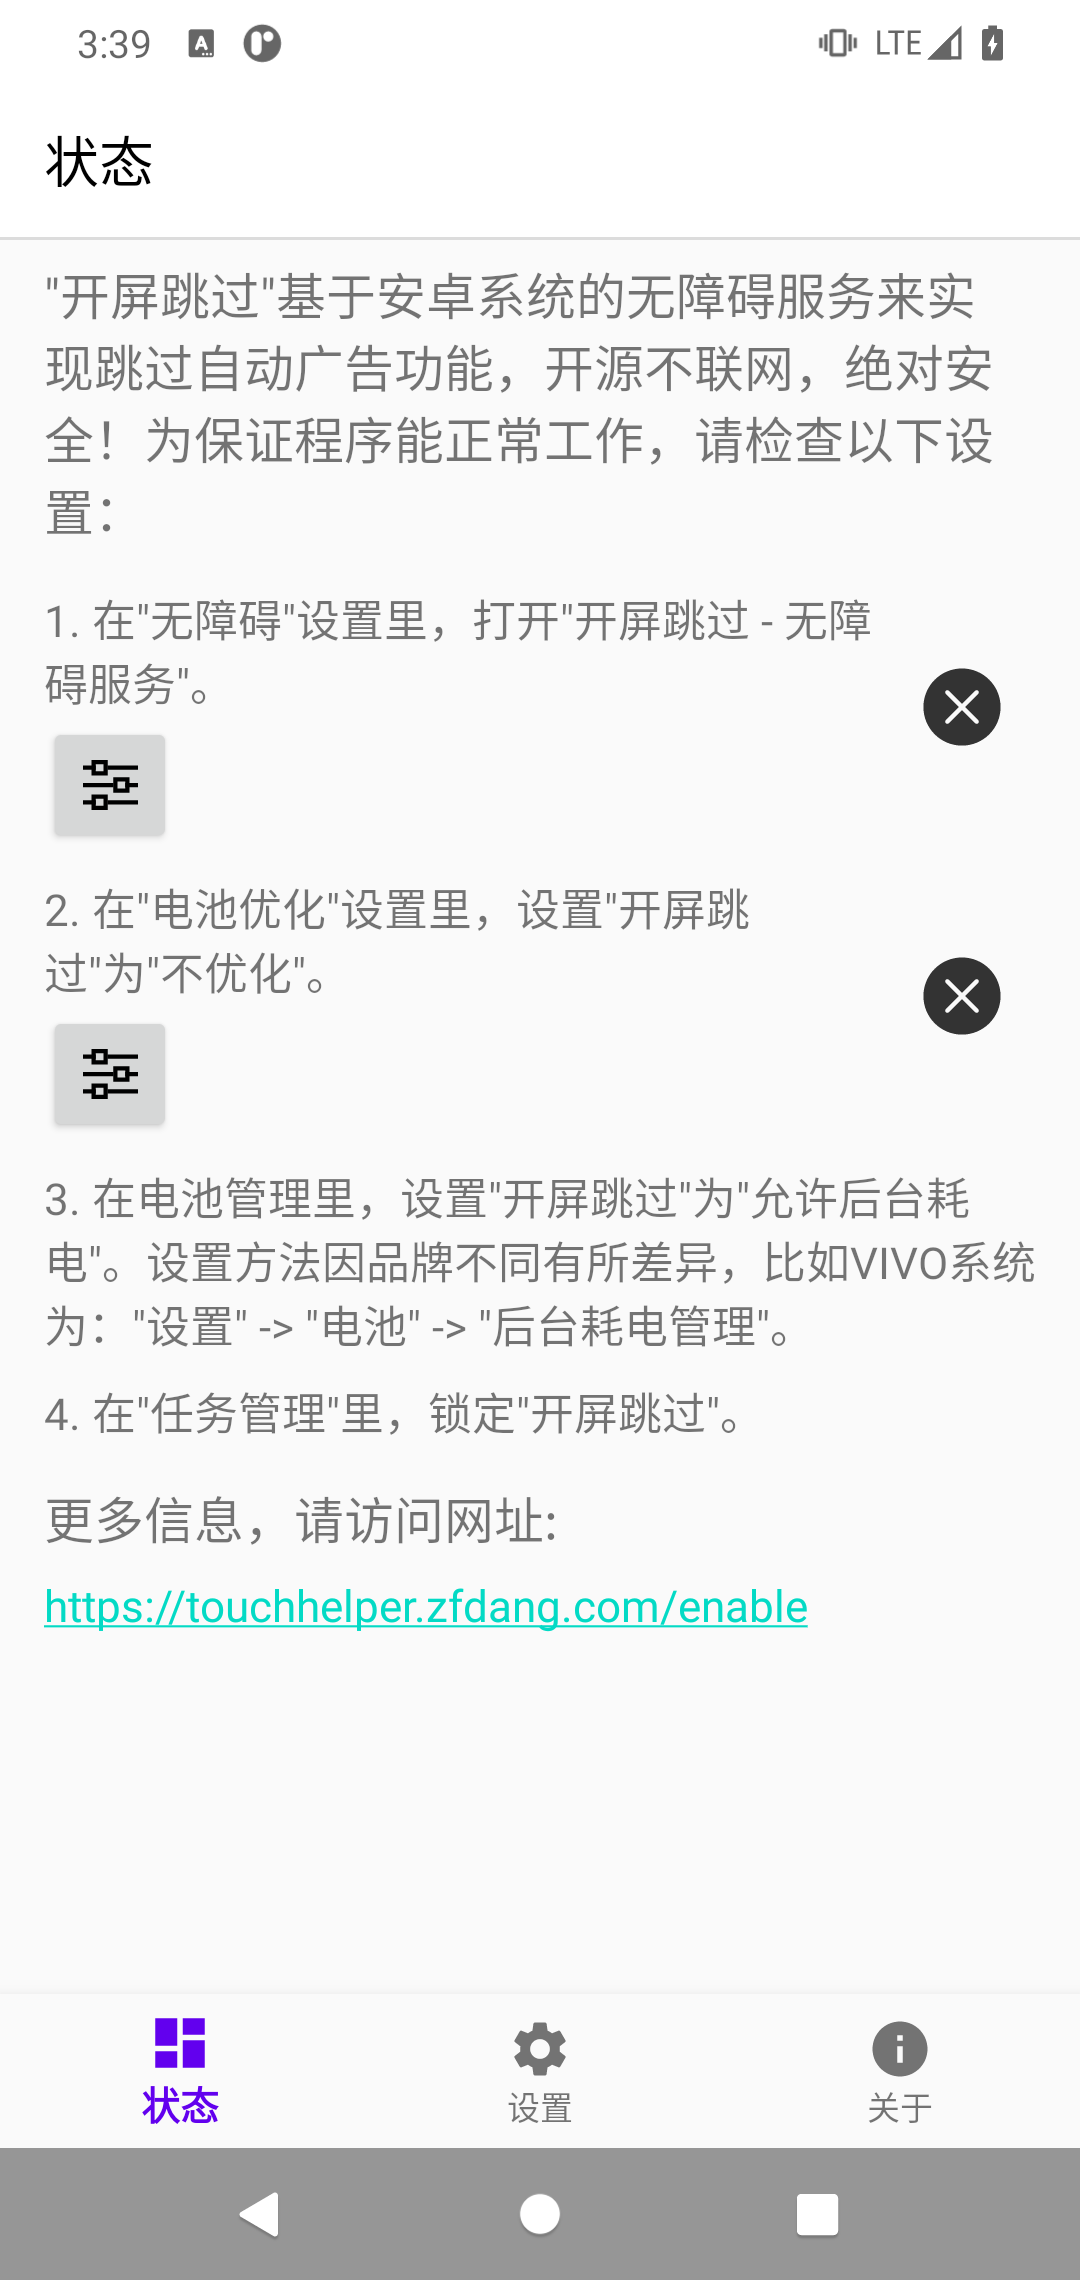 3:39
LTE
状态
"开屏跳过"基于安卓系统的无障碍服务来实
现跳过自动广告功能，开源不联网，绝对安
全！为保证程序能正常工作，请检查以下设
置：
1. 在"无障碍"设置里，打开"开屏跳过 - 无障
碍服务"。
2. 在"电池优化"设置里，设置"开屏跳
过"为"不优化"。
3. 在电池管理里，设置"开屏跳过"为"允许后台耗
电"。设置方法因品牌不同有所差异，比如VIVO系统
为："设置" -> "电池" -> "后台耗电管理"。
4. 在"任务管理"里，锁定"开屏跳过"。
更多信息，请访问网址:
https://touchhelper.zfdang.com/enable
状态
设置
关于